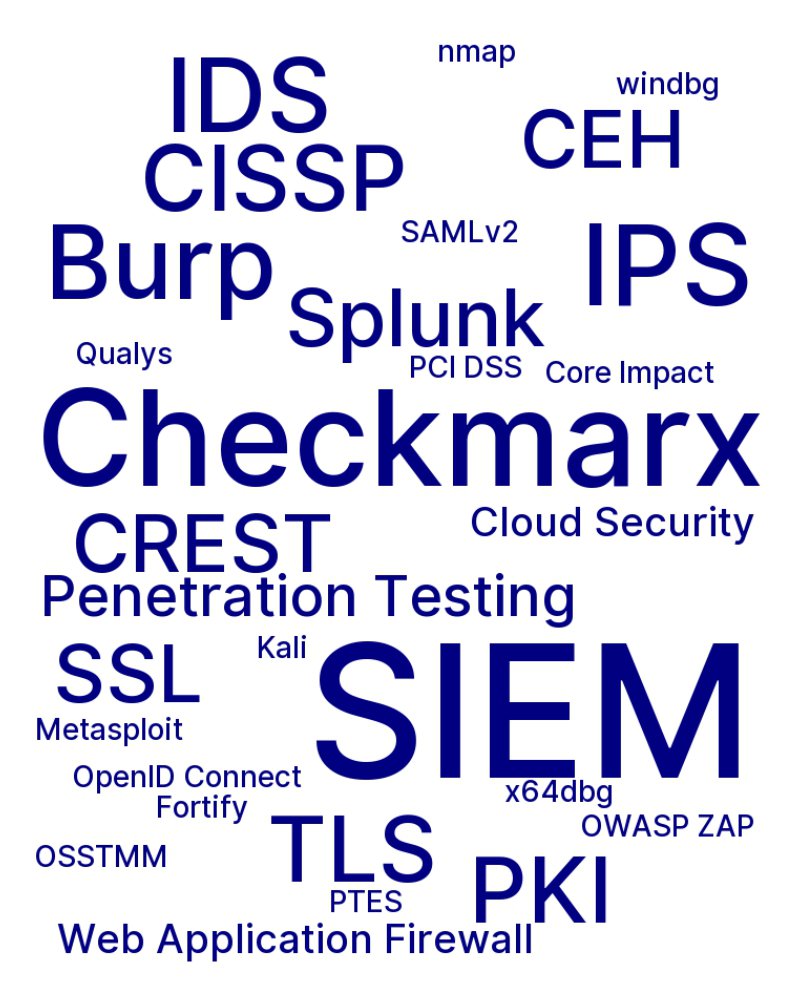 nmap
IDS
windbg
CEH
CISSP
SAMLv2
Burp
IPS
Splunk
Qualys
PCI DSS
Core Impact
Checkmarx
CREST
Cloud Security
Penetration Testing
Kali
SSL
SIEM
Metasploit
OpenID Connect
x64dbg
Fortify
OWASP ZAP
TLS
OSSTMM
PKI
PTES
Web Application Firewall